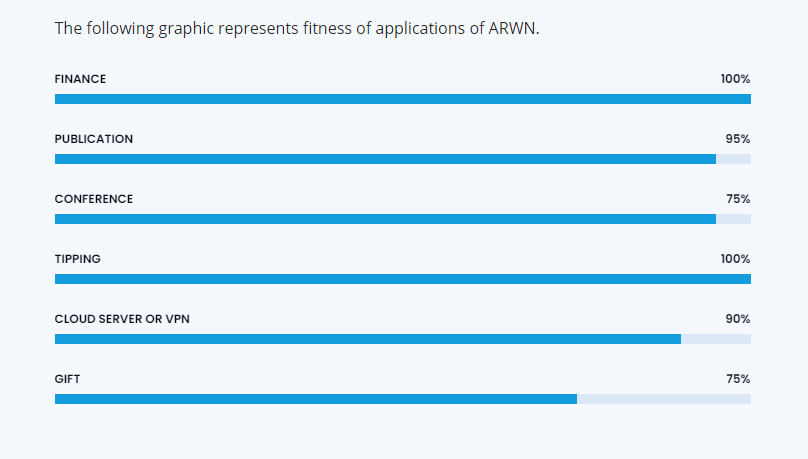 The following graphic represents fitness of applications of ARWN.
FINANCE 100%
PUBLICATION 95%
CONFERENCE 75%
TIPPING 100%
CLOUD SERVER OR VPN 90%
GIFT 75%